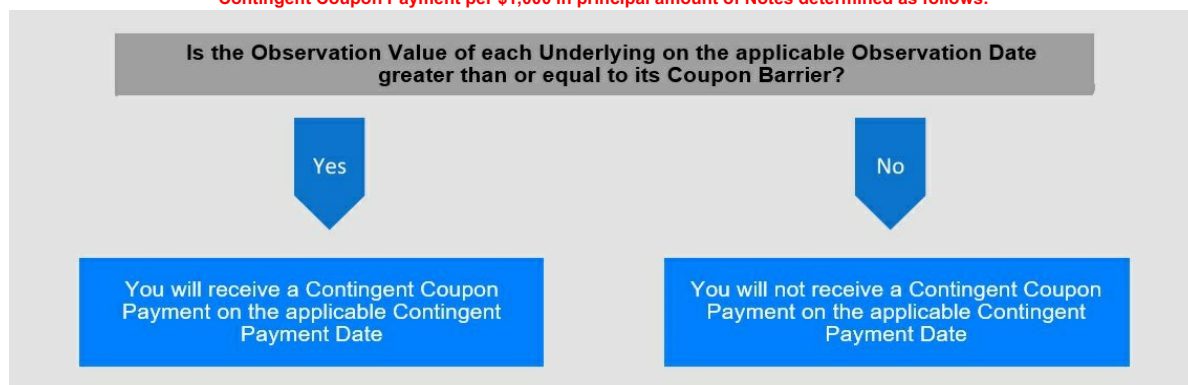 Contingent Coupon Payment per $1,000 in principal amount of Notes determined as follows:
Is the Observation Value of each Underlying on the applicable Observation Date
greater than or equal to its Coupon Barrier?
Yes
No
You will receive a Contingent Coupon
Payment on the applicable Contingent
Payment Date
You will not receive a Contingent Coupon
Payment on the applicable Contingent
Payment Date